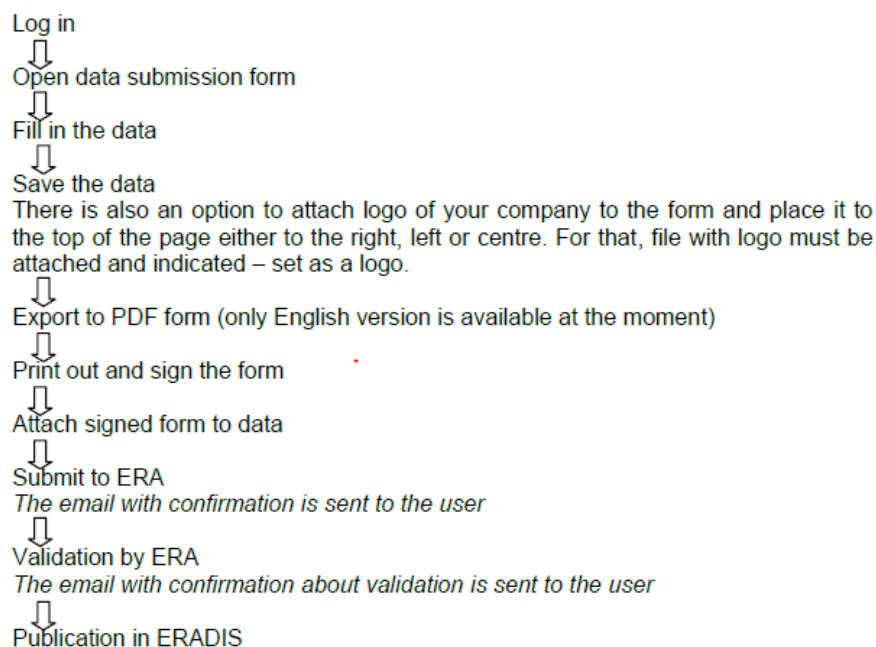 Log in
Open data submission form
Fill in the data
Save the data
There is also an option to attach logo of your company to the form and place it to
the top of the page either to the right, left or centre. For that, file with logo must be
attached and indicated – set as a logo.
Export to PDF form (only English version is available at the moment)
Print out and sign the form
Attach signed form to data
Submit to ERA
The email with confirmation is sent to the user
Validation by ERA
The email with confirmation about validation is sent to the user
Publication in ERADIS